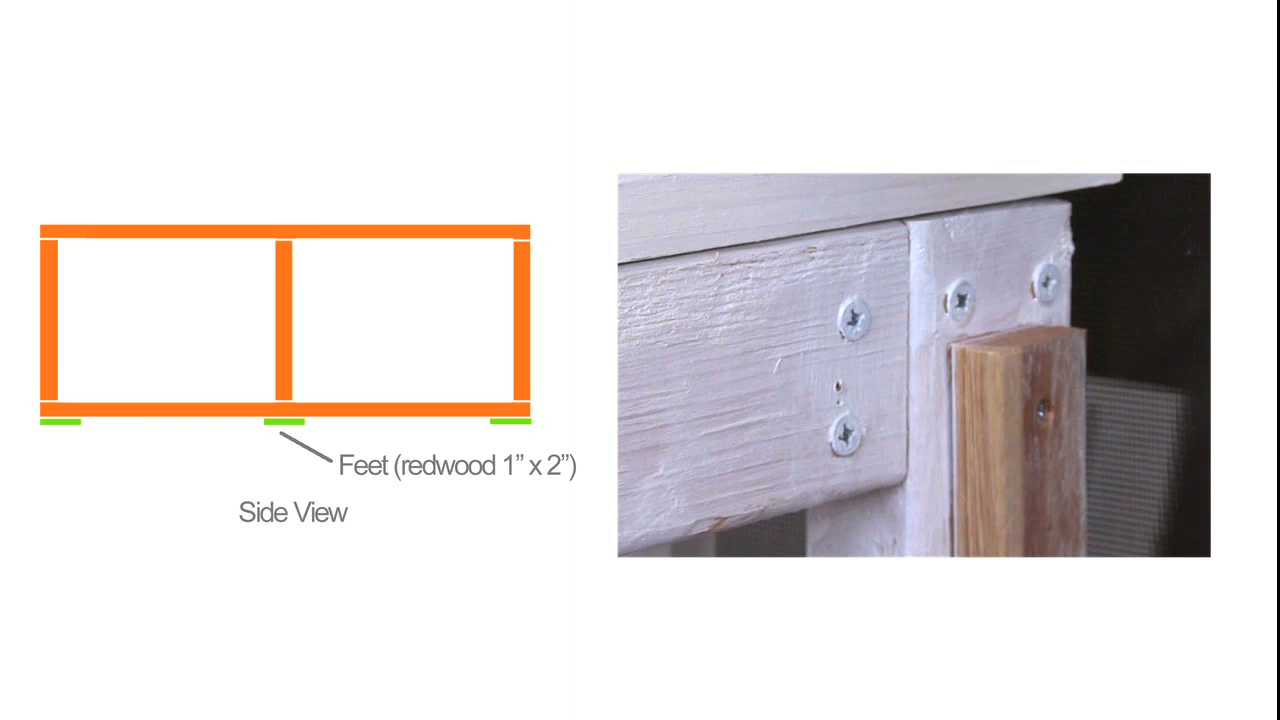 Feet (redwood 1” x 2”)
Side View